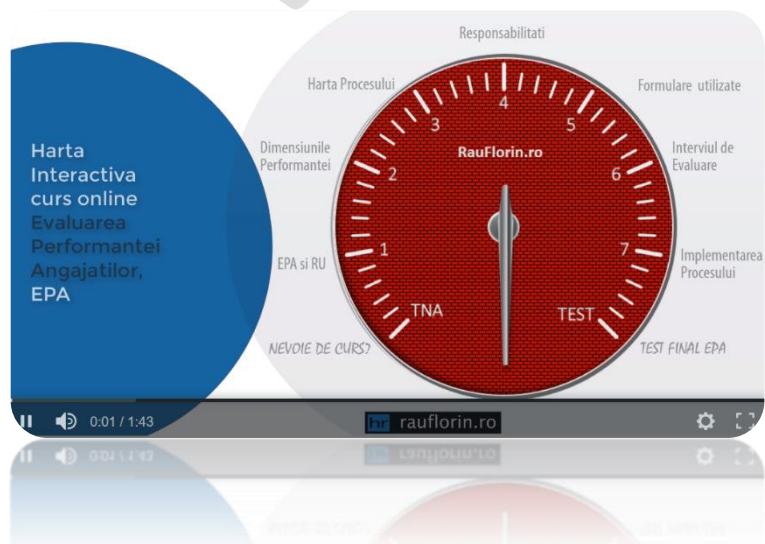 Harta
Interactiva
curs online
Evaluarea
Performantei
Angajatilor,
EPA
Responsabilitati
Harta Procesului
Formulare utilizate
Dimensiunile
Performantei
Interviul de
Evaluare
EPA si RU
Implementarea
Procesului
NEVOIE DE CURS?
TEST FINAL EPA
4
3
5
RauFlorin.ro
2
6
1
7
TNA
TEST
0:01 / 1:43
hr rauflorin.ro